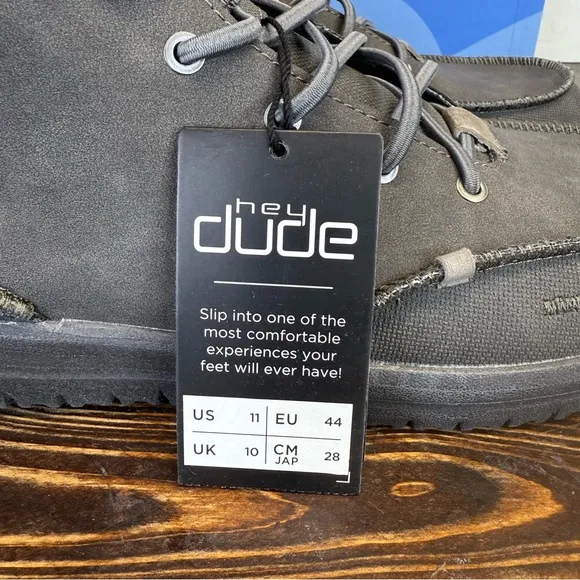 hey
dude
Slip into one of the
most comfortable
experiences your
feet will ever have!
US 11 EU 44
UK 10 CM JAP 28